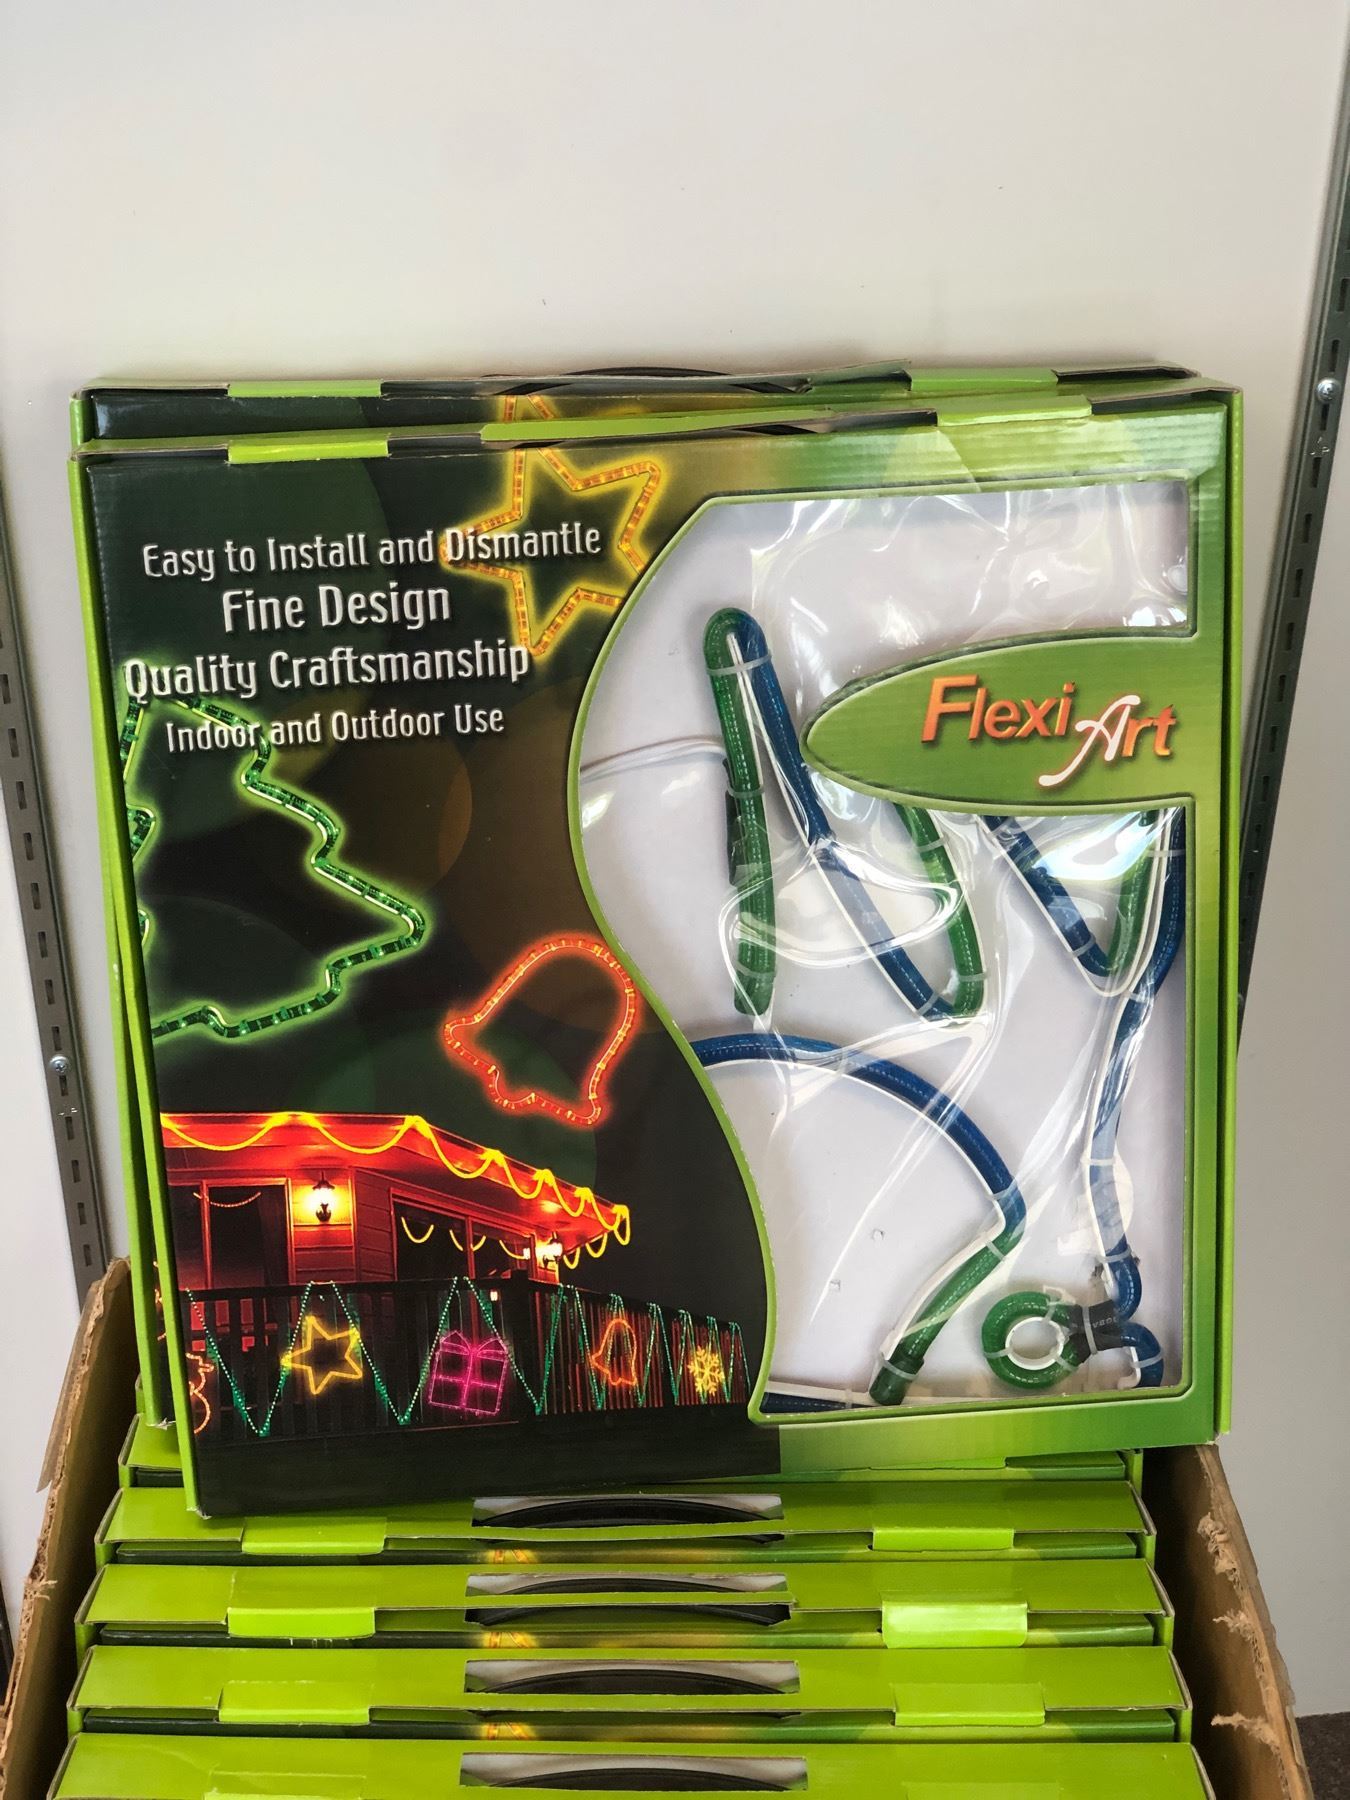 Easy to Install and Dismantle
Fine Design
Quality Craftsmanship
Indoor and Outdoor Use
Flexi Art